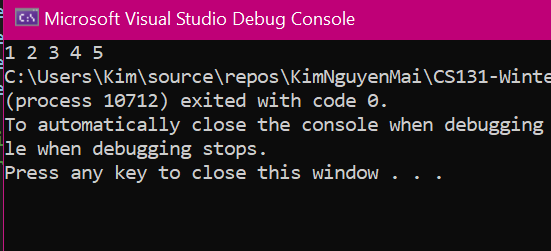 Microsoft Visual Studio Debug Console
1 2 3 4 5
C:\Users\Kim\source\repos\KimNguyenMai\CS131-Winte
(process 10712) exited with code 0.
To automatically close the console when debugging
le when debugging stops.
Press any key to close this window . . .